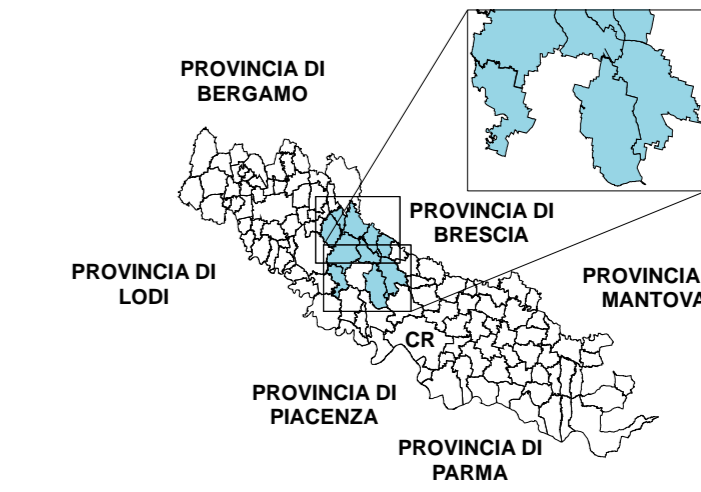 PROVINCIA DI
BERGAMO
PROVINCIA DI
BRESCIA
PROVINCIA DI
LODI
PROVINCIA
MANTOVA
CR
PROVINCIA DI
PIACENZA
PROVINCIA DI
PARMA